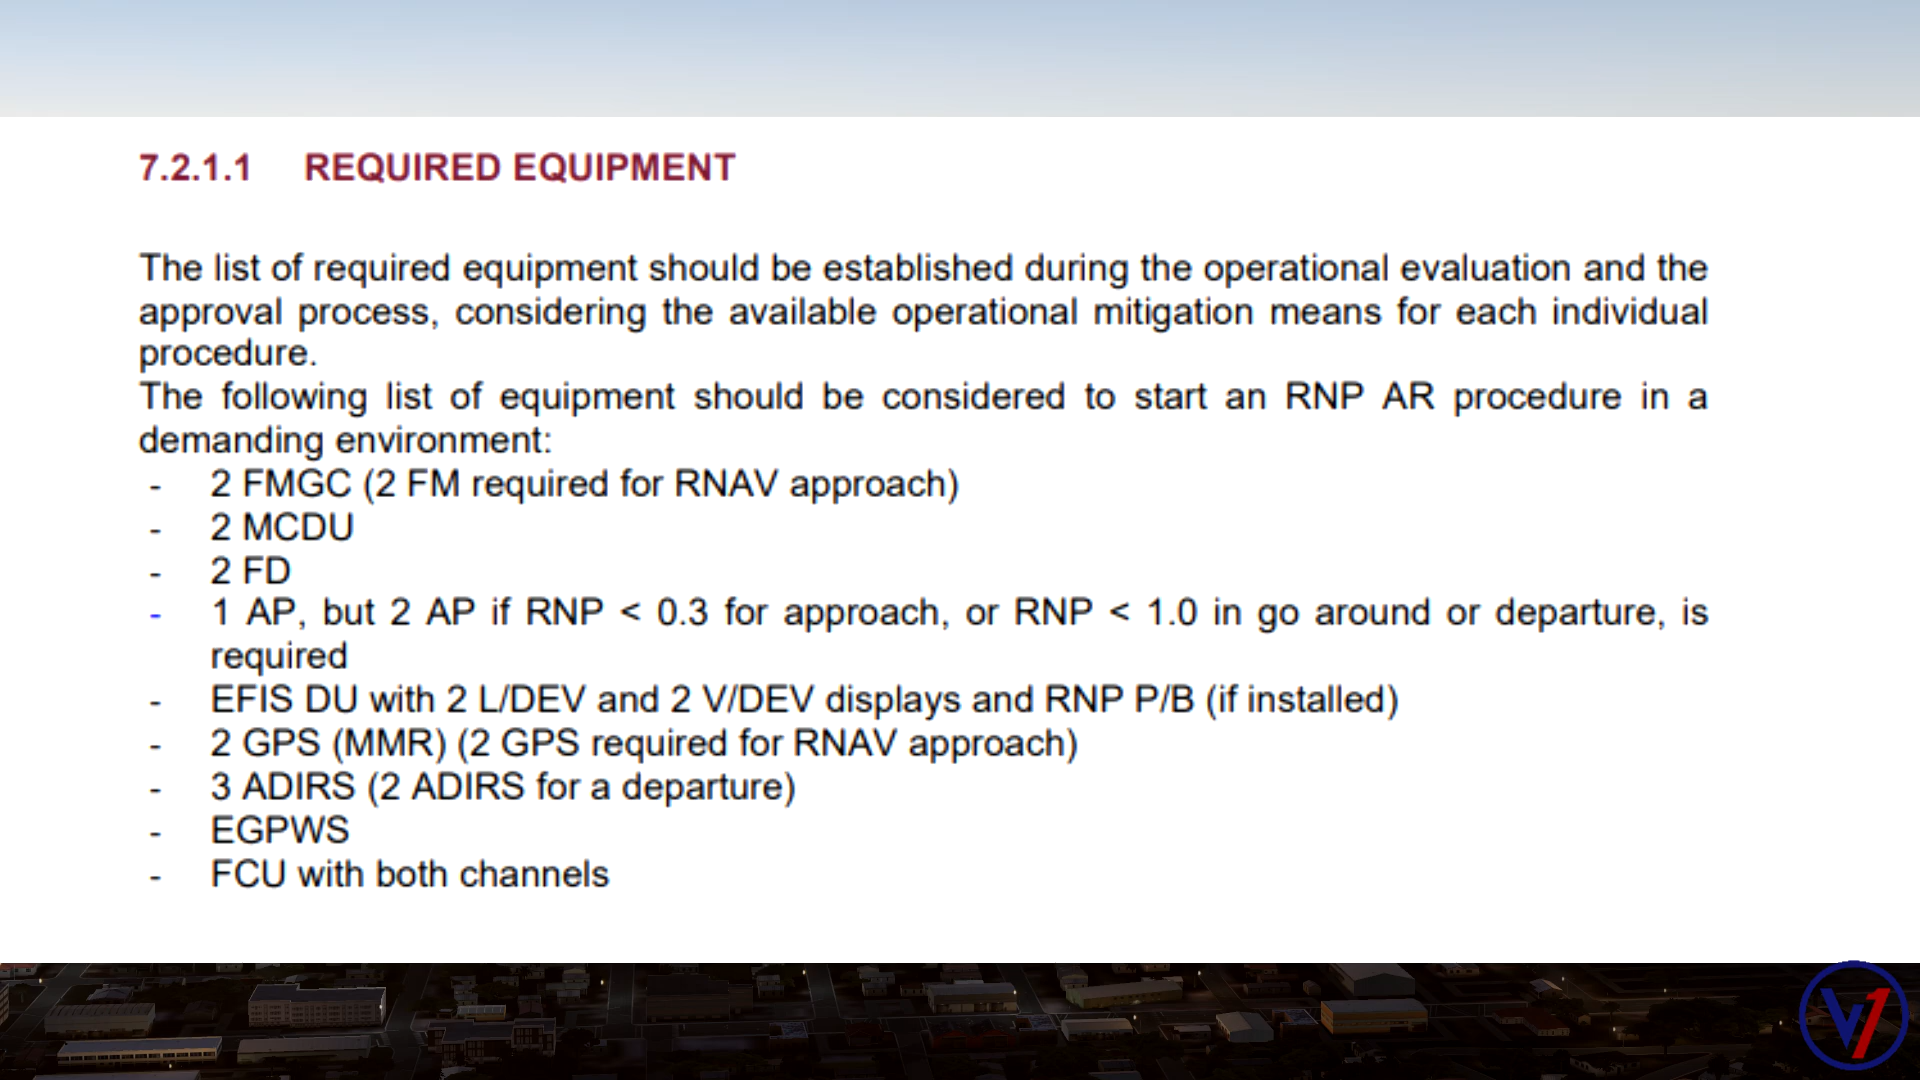 7.2.1.1 REQUIRED EQUIPMENT
The list of required equipment should be established during the operational evaluation and the
approval process, considering the available operational mitigation means for each individual
procedure.
The following list of equipment should be considered to start an RNP AR procedure in a
demanding environment:
- 2 FMGC (2 FM required for RNAV approach)
- 2 MCDU
- 2 FD
- 1 AP, but 2 AP if RNP < 0.3 for approach, or RNP < 1.0 in go around or departure, is
required
- EFIS DU with 2 L/DEV and 2 V/DEV displays and RNP P/B (if installed)
- 2 GPS (MMR) (2 GPS required for RNAV approach)
- 3 ADIRS (2 ADIRS for a departure)
- EGPWS
- FCU with both channels
V1